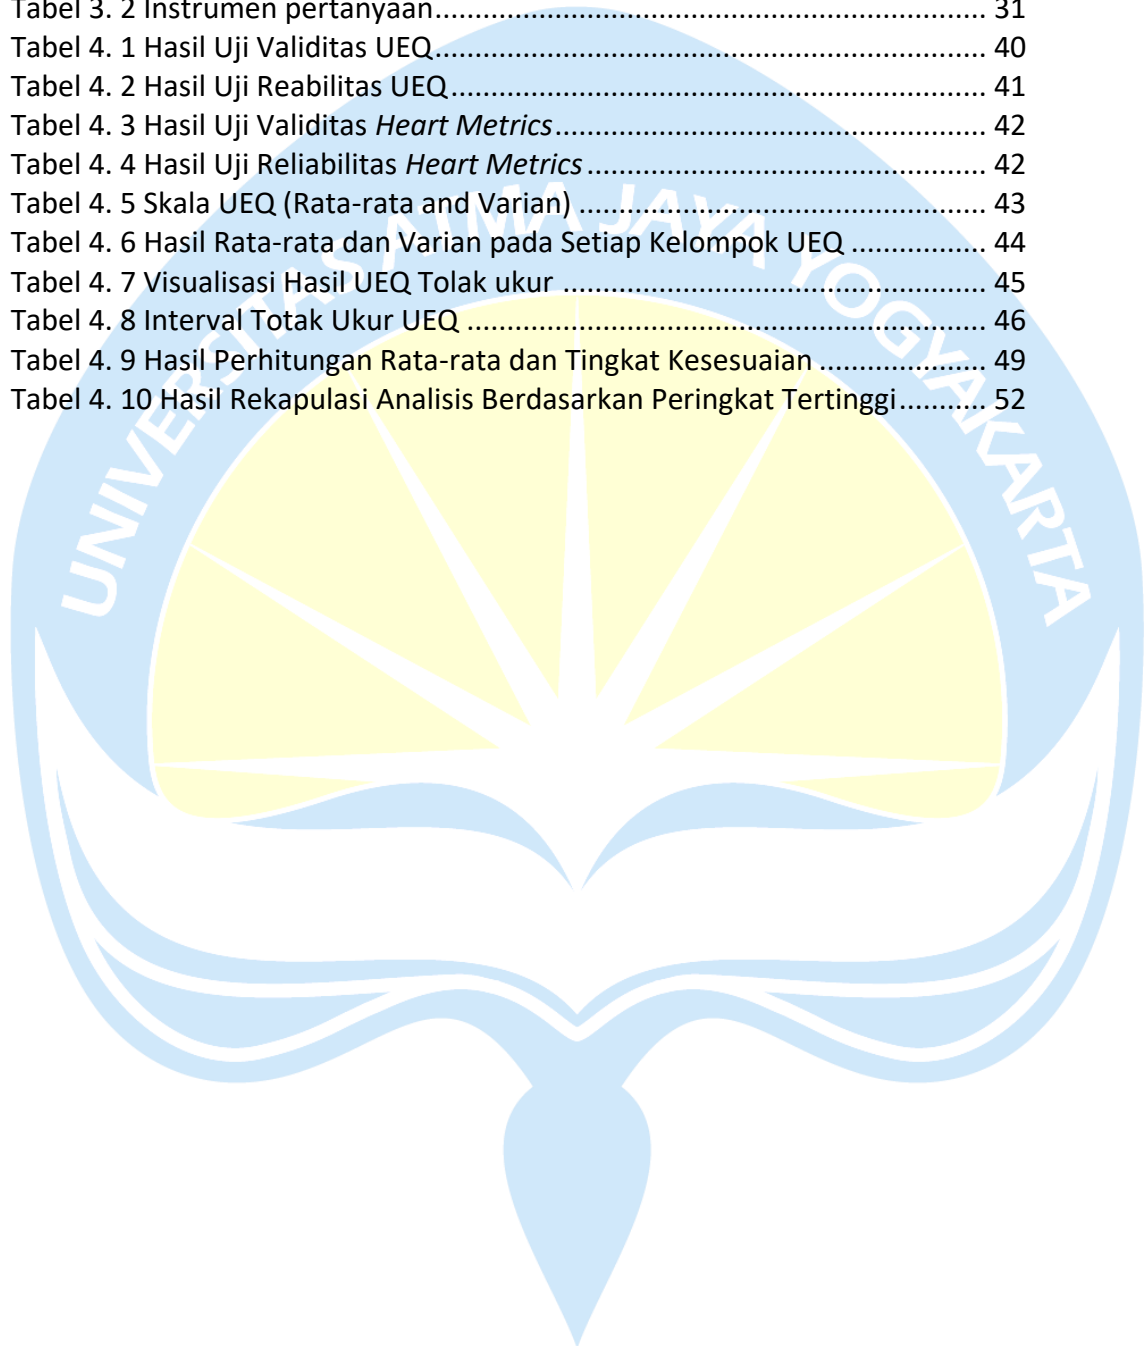 Tabel 3. 2 Instrumen pertanyaan.................................................................... 31
Tabel 4. 1 Hasil Uji Validitas UEQ.................................................................... 40
Tabel 4. 2 Hasil Uji Reabilitas UEQ.................................................................. 41
Tabel 4. 3 Hasil Uji Validitas Heart Metrics..................................................... 42
Tabel 4. 4 Hasil Uji Reliabilitas Heart Metrics................................................. 42
Tabel 4. 5 Skala UEQ (Rata-rata and Varian).................................................. 43
Tabel 4. 6 Hasil Rata-rata dan Varian pada Setiap Kelompok UEQ................. 44
Tabel 4. 7 Visualisasi Hasil UEQ Tolak ukur.................................................... 45
Tabel 4. 8 Interval Totak Ukur UEQ................................................................ 46
Tabel 4. 9 Hasil Perhitungan Rata-rata dan Tingkat Kesesuaian..................... 49
Tabel 4. 10 Hasil Rekapulasi Analisis Berdasarkan Peringkat Tertinggi........... 52
UNIVERSITAS ATMA JAYA YOGYAKARTA